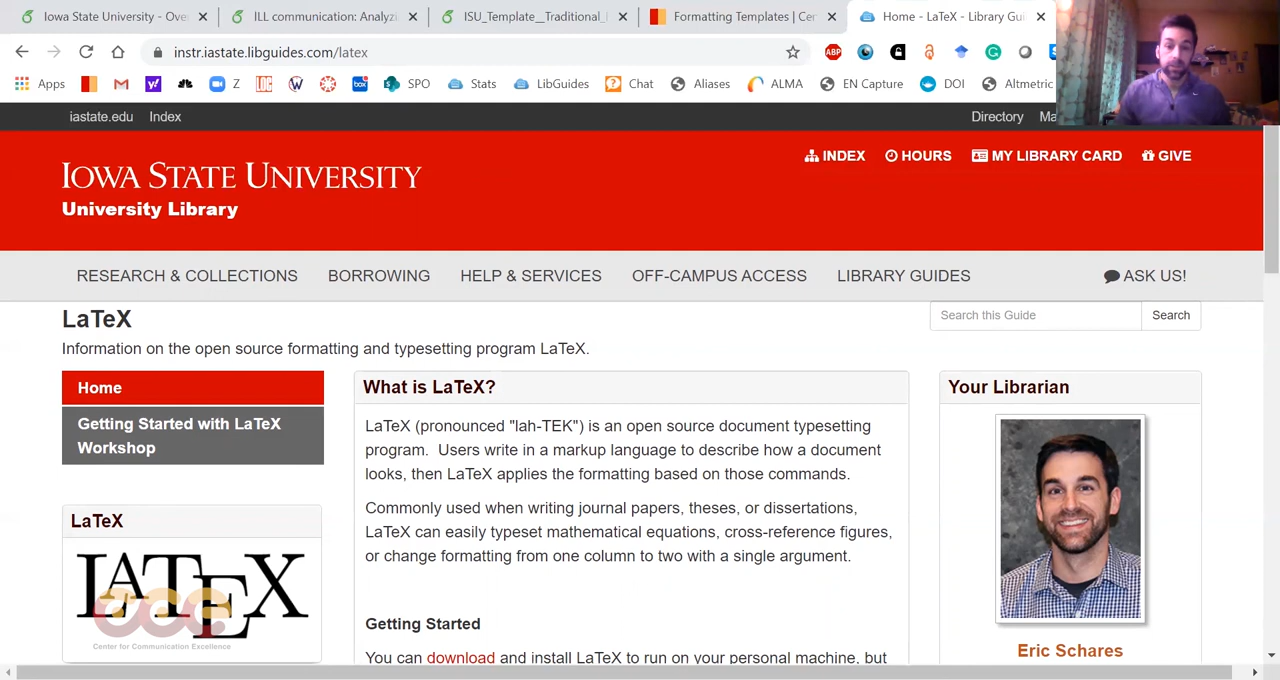 Iowa State University - Ove
ILL communication: Analyzi
ISU_Template__Traditional_
Formatting Templates | Cen
Home - LaTeX - Library Gui
instr.iastate.libguides.com/latex
ABP
Apps
Z
box
SPO
Stats
LibGuides
Chat
Aliases
ALMA
EN Capture
DOI
Altmetric
iastate.edu
Index
Directory
Ma
IOWA STATE UNIVERSITY
University Library
INDEX
HOURS
MY LIBRARY CARD
GIVE
RESEARCH & COLLECTIONS
BORROWING
HELP & SERVICES
OFF-CAMPUS ACCESS
LIBRARY GUIDES
ASK US!
LaTeX
Search this Guide
Search
Information on the open source formatting and typesetting program LaTeX.
Home
Getting Started with LaTeX
Workshop
LaTeX
LATEX
cce
Center for Communication Excellence
What is LaTeX?
LaTeX (pronounced "lah-TEK") is an open source document typesetting
program. Users write in a markup language to describe how a document
looks, then LaTeX applies the formatting based on those commands.
Commonly used when writing journal papers, theses, or dissertations,
LaTeX can easily typeset mathematical equations, cross-reference figures,
or change formatting from one column to two with a single argument.
Getting Started
You can download and install LaTeX to run on your personal machine, but
Your Librarian
Eric Schares